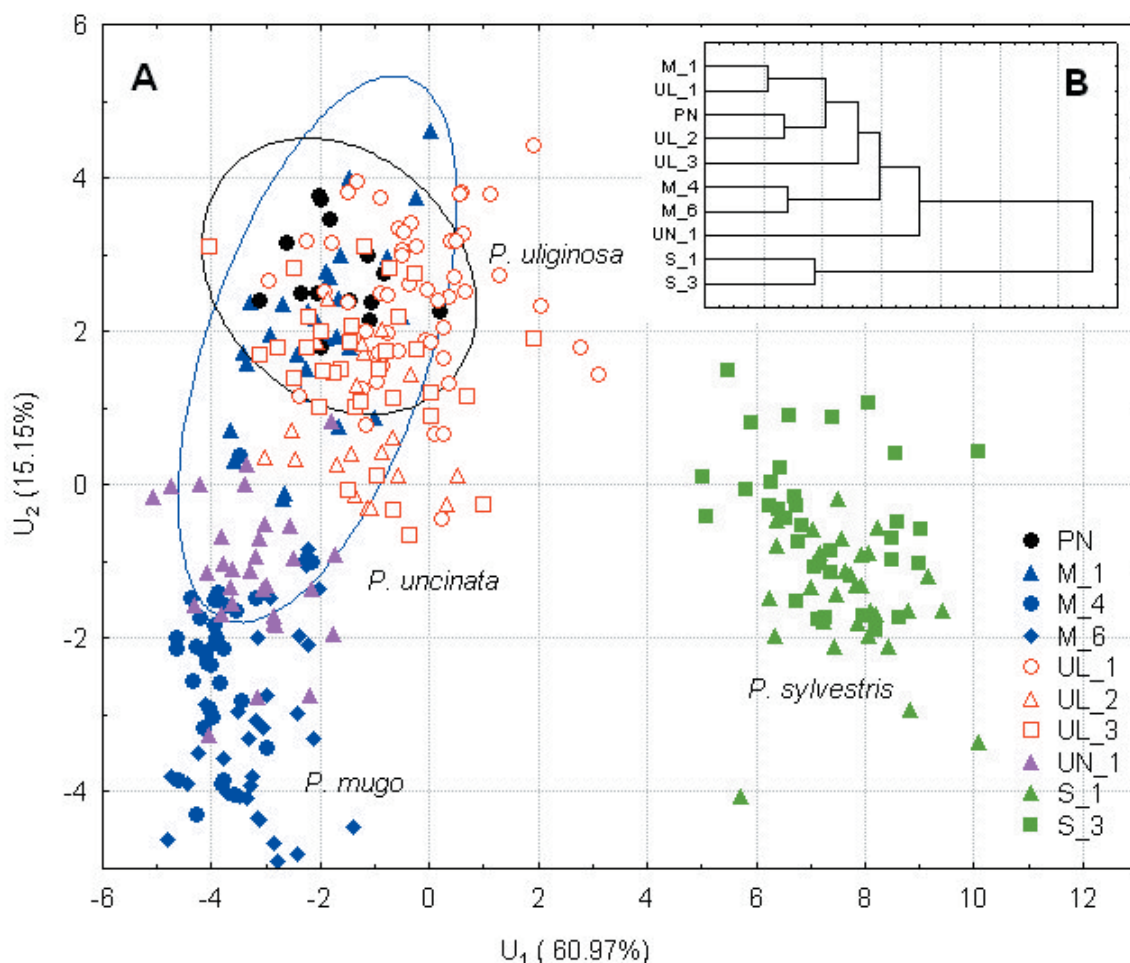 A
B
M_1
UL_1
PN
UL_2
UL_3
M_4
M_6
UN_1
S_1
S_3
6
4
2
0
-2
-4
U2 (15.15%)
P. uliginosa
P. uncinata
P. mugo
P. sylvestris
PN
M_1
M_4
M_6
UL_1
UL_2
UL_3
UN_1
S_1
S_3
-6 -4 -2 0 2 4 6 8 10 12
U1 ( 60.97%)